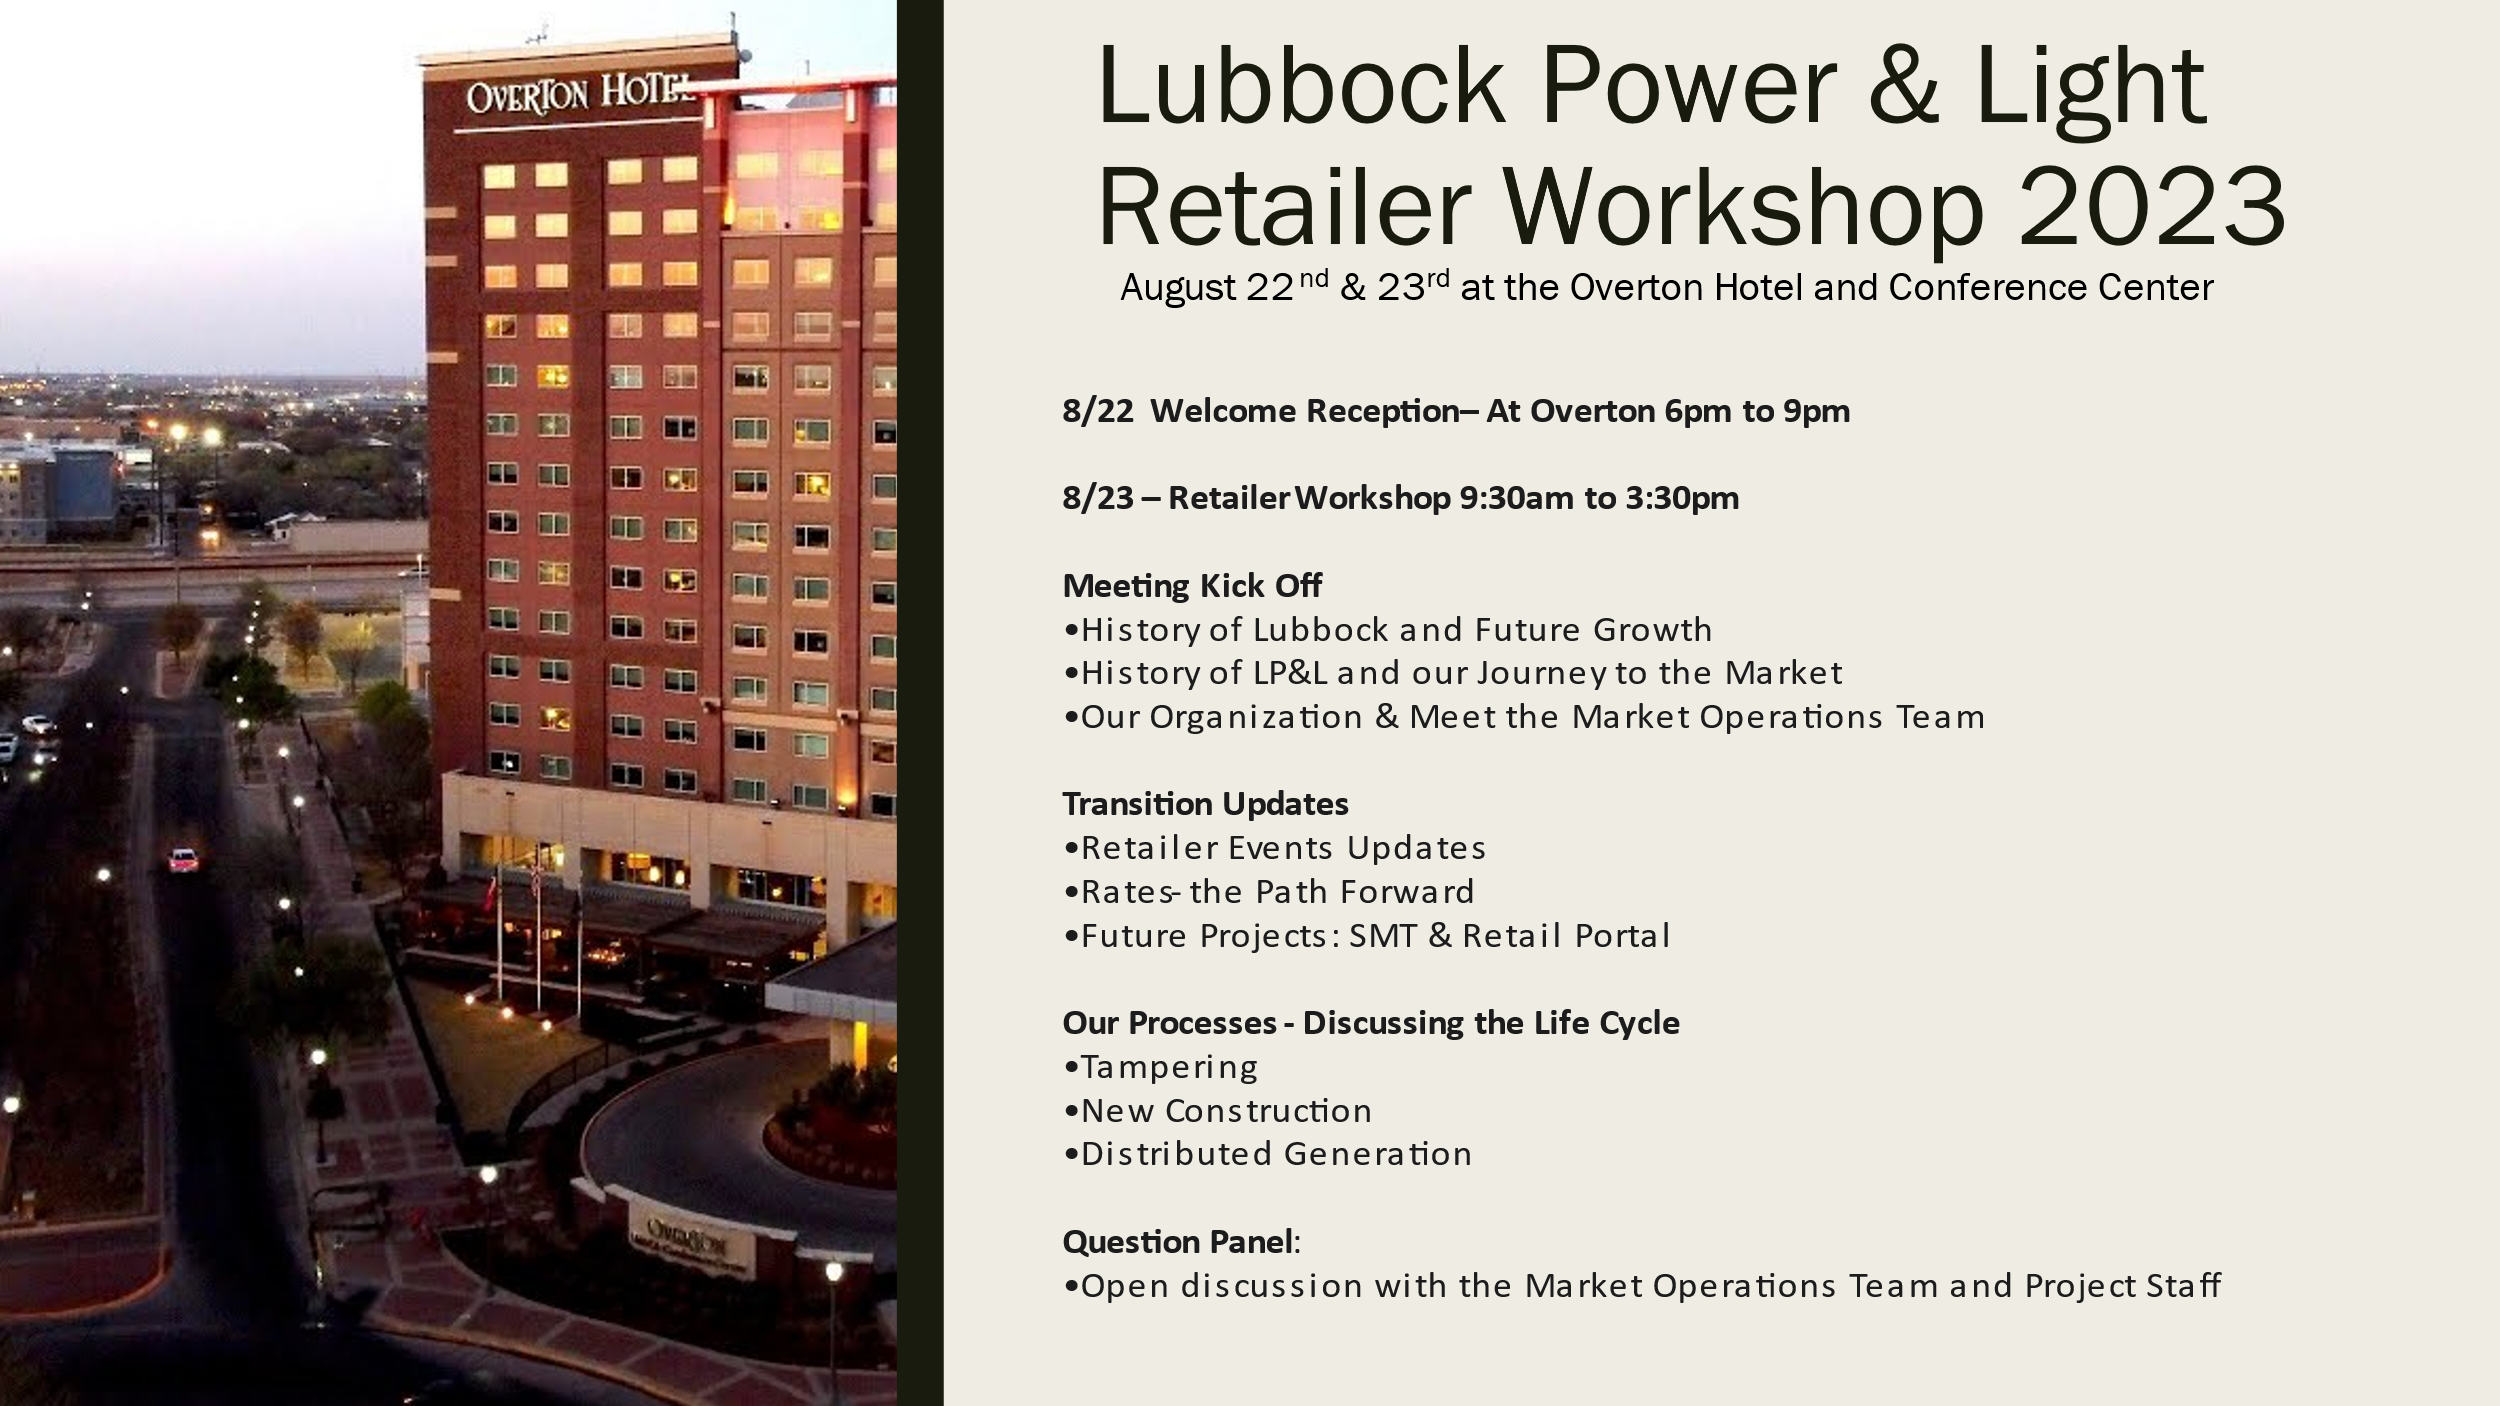 OVERTON HOTEL
Lubbock Power & Light
Retailer Workshop 2023
August 22nd & 23rd at the Overton Hotel and Conference Center
8/22 Welcome Reception– At Overton 6pm to 9pm
8/23 – Retailer Workshop 9:30am to 3:30pm
Meeting Kick Off
•History of Lubbock and Future Growth
•History of LP&L and our Journey to the Market
•Our Organization & Meet the Market Operations Team
Transition Updates
•Retailer Events Updates
•Rates- the Path Forward
•Future Projects: SMT & Retail Portal
Our Processes - Discussing the Life Cycle
•Tampering
•New Construction
•Distributed Generation
Question Panel:
•Open discussion with the Market Operations Team and Project Staff
OVERTON